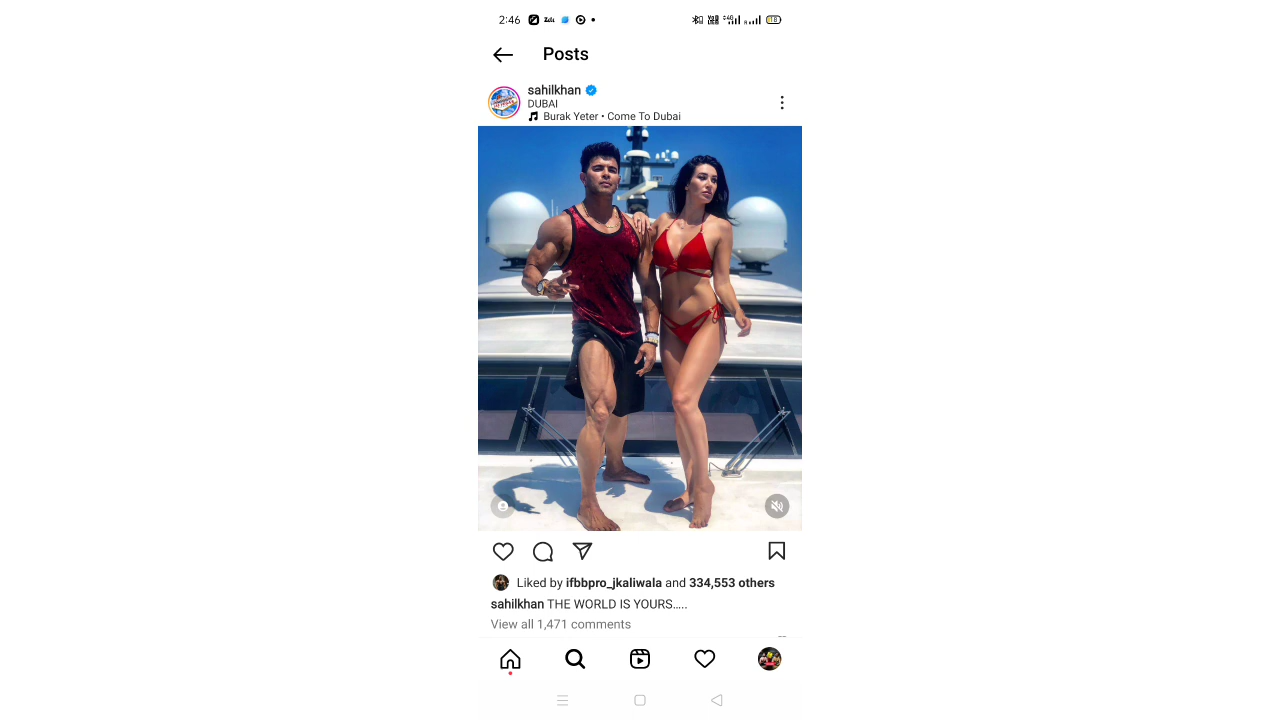 2:46
Posts
sahilkhan
DUBAI
Burak Yeter • Come To Dubai
Liked by ifbbpro_jkaliwala and 334,553 others
sahilkhan THE WORLD IS YOURS.....
View all 1,471 comments